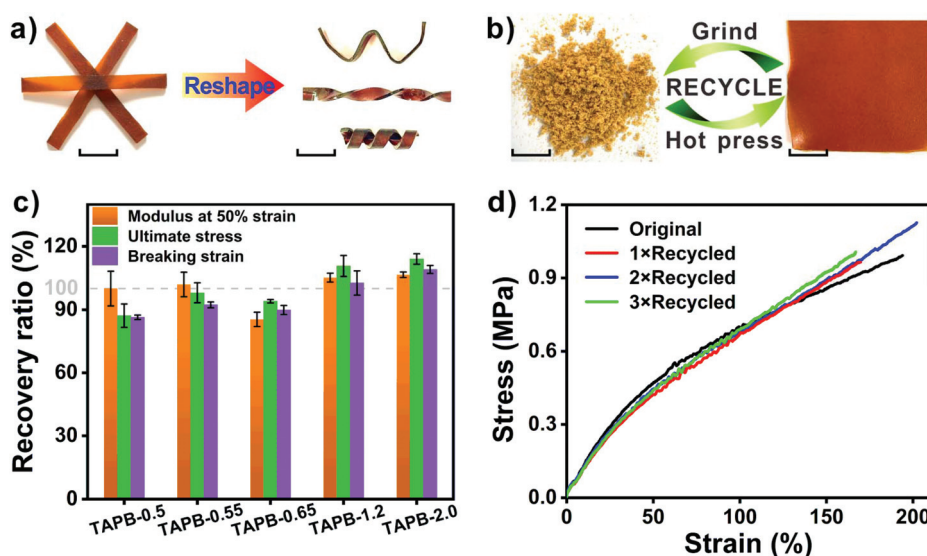 a)
Reshape
b)
Grind
RECYCLE
Hot press
c)
Recovery ratio (%)
120
100
90
60
30
0
Modulus at 50% strain
Ultimate stress
Breaking strain
TAPB-0.5
TAPB-0.55
TAPB-0.65
TAPB-1.2
TAPB-2.0
d)
Stress (MPa)
1.2
0.9
0.6
0.3
0.0
Original
1×Recycled
2×Recycled
3×Recycled
0
50
100
150
200
Strain (%)